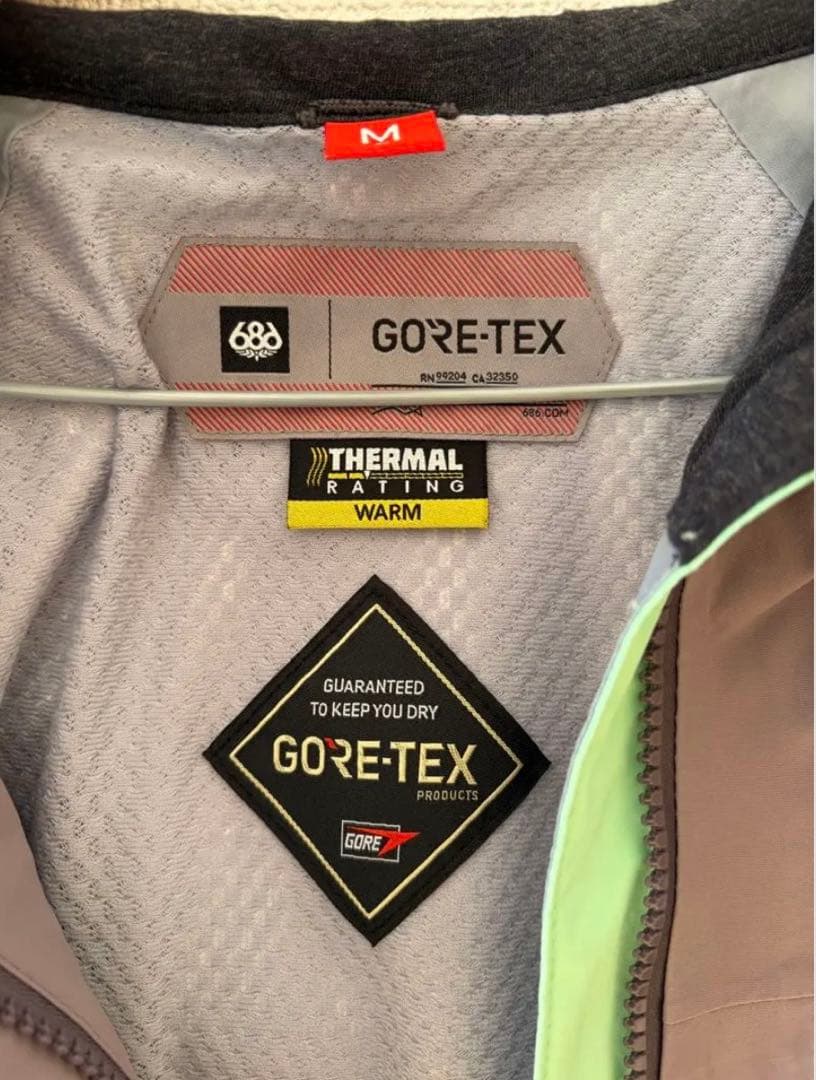 M
686
GORE-TEX
RN 99204 CA 32350
686.COM
THERMAL
RATING
WARM
GUARANTEED
TO KEEP YOU DRY
GORE-TEX
PRODUCTS
GORE